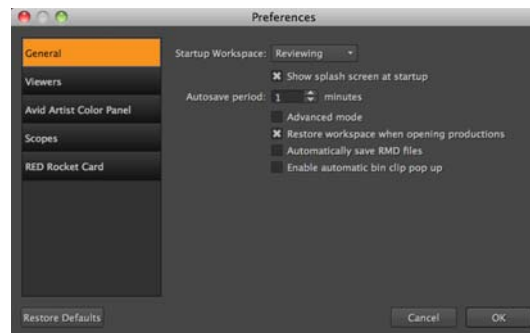 Preferences
General
Viewers
Avid Artist Color Panel
Scopes
RED Rocket Card
Startup Workspace: Reviewing
Show splash screen at startup
Autosave period: 1 minutes
Advanced mode
Restore workspace when opening productions
Automatically save RMD files
Enable automatic bin clip pop up
Restore Defaults
Cancel OK